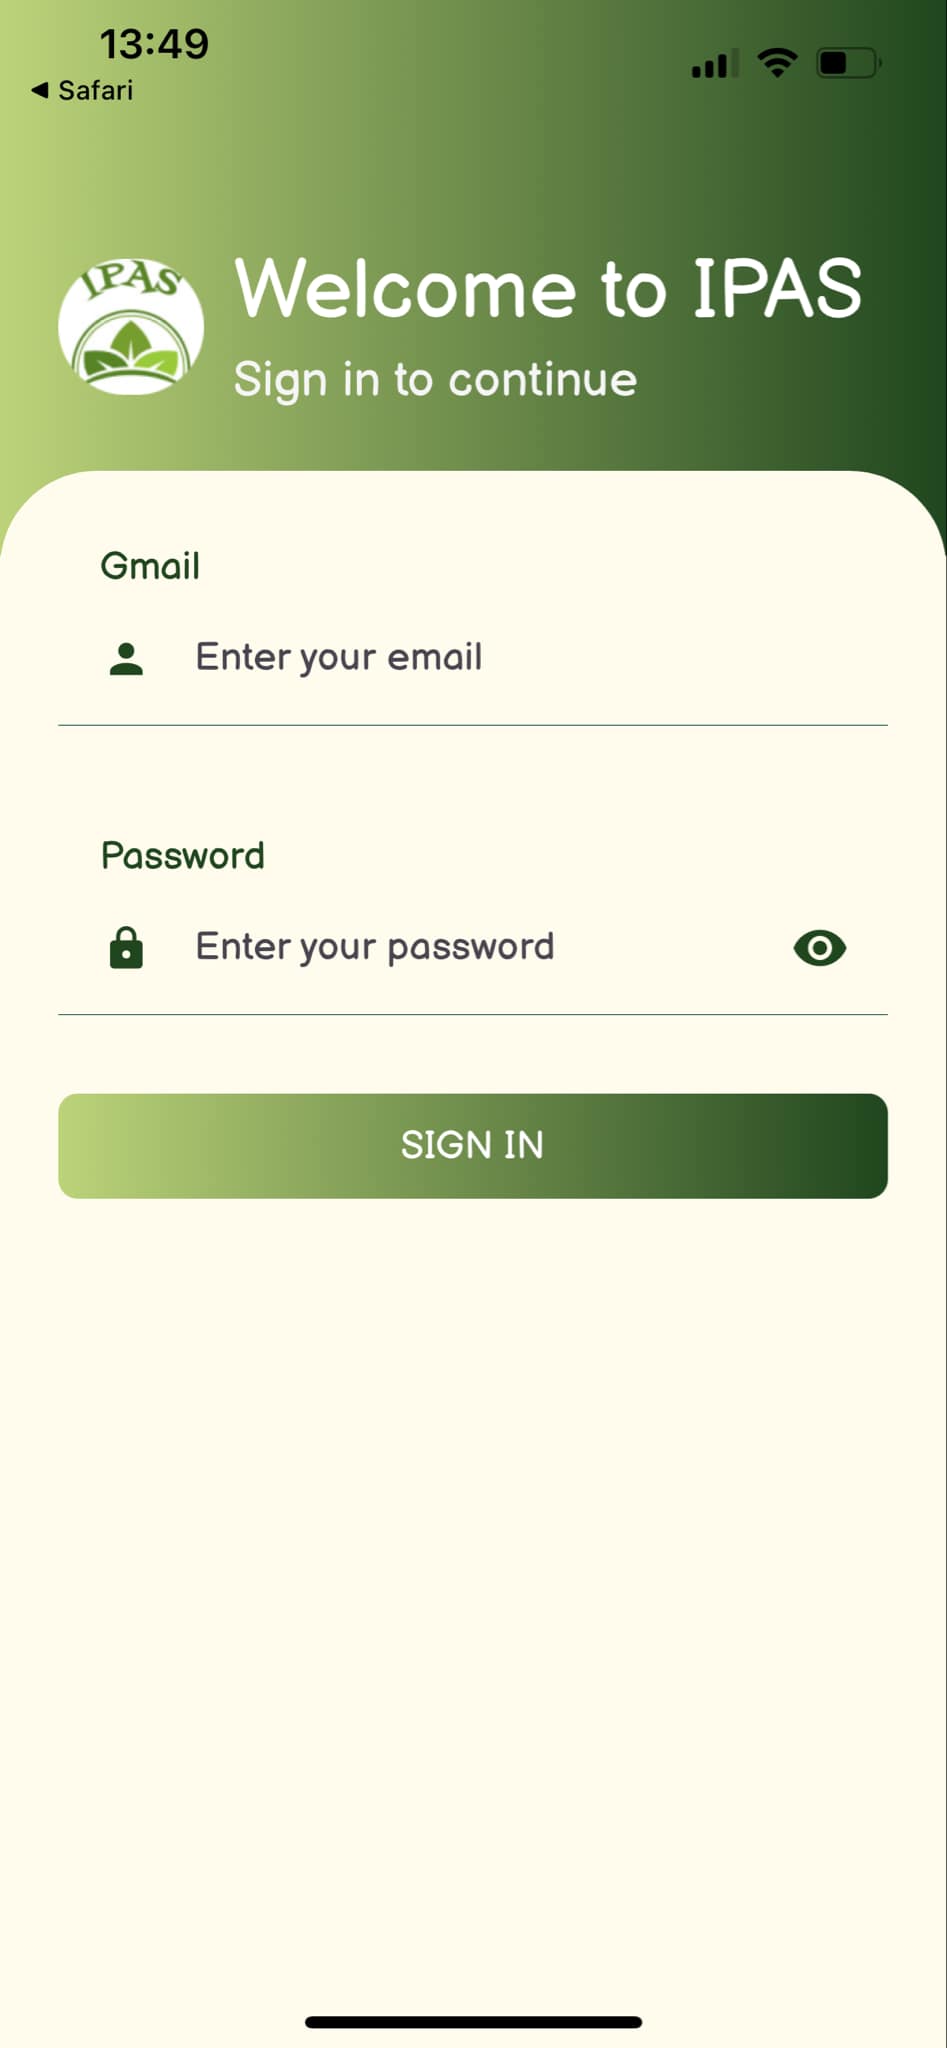 13:49
Safari
IPAS
Welcome to IPAS
Sign in to continue
Gmail
Enter your email
Password
Enter your password
SIGN IN